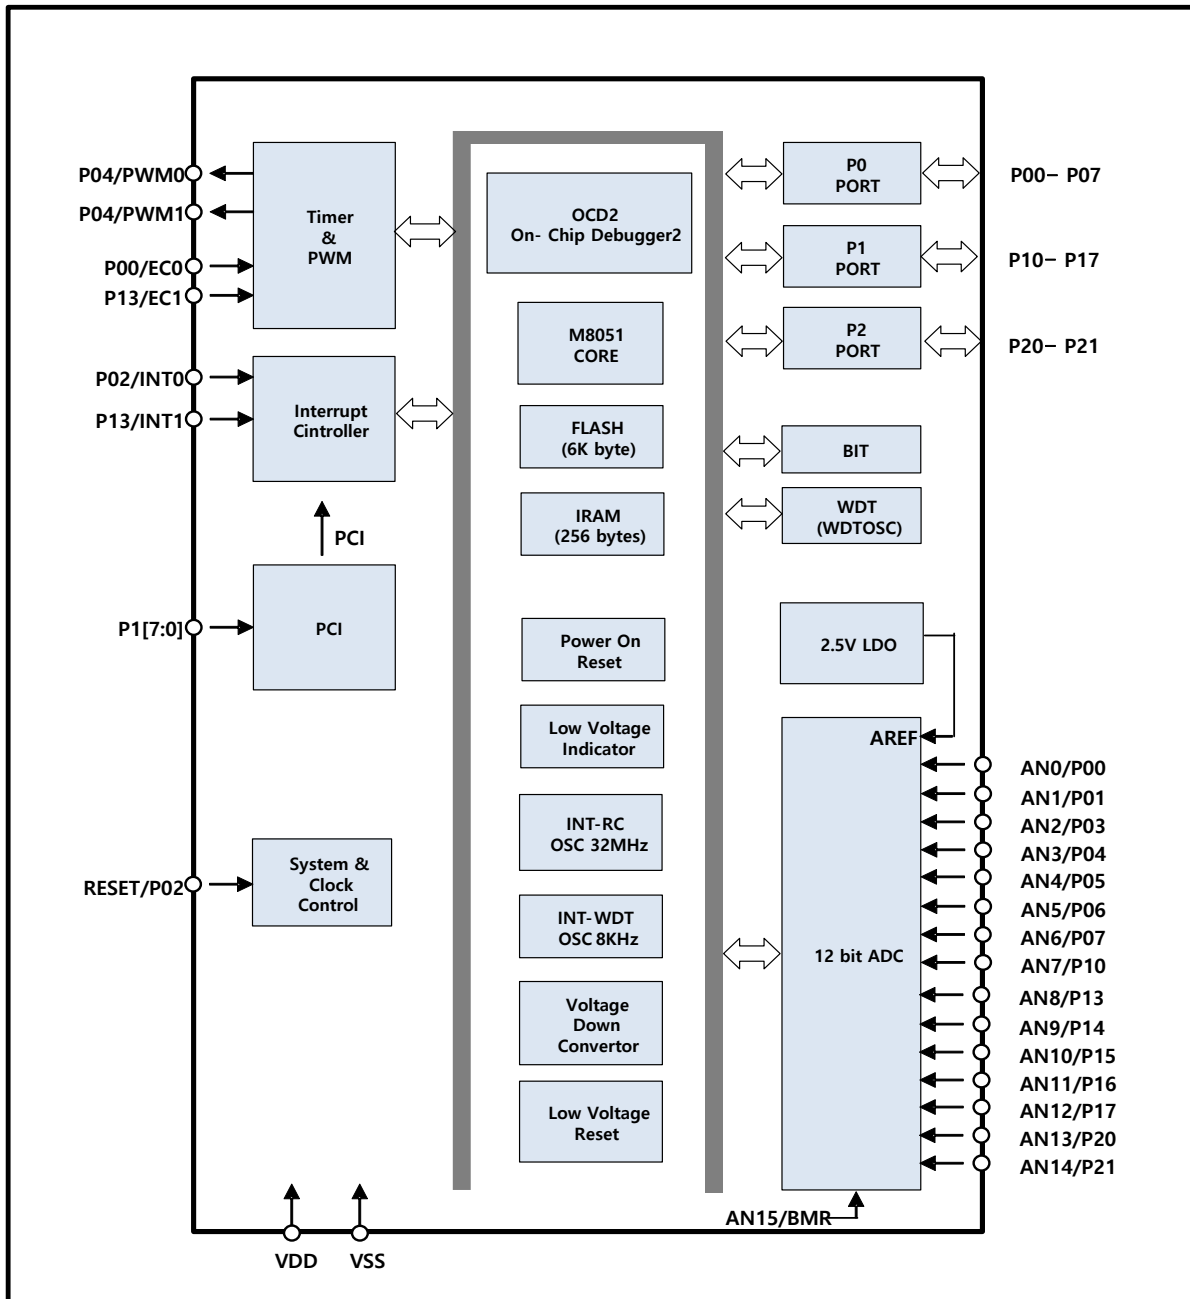 P04/PWM0
P04/PWM1
P00/EC0
P13/EC1
Timer
&
PWM
P02/INT0
P13/INT1
Interrupt
Cintroller
PCI
P1[7:0]
PCI
RESET/P02
System &
Clock
Control
VDD
VSS
OCD2
On- Chip Debugger2
M8051
CORE
FLASH
(6K byte)
IRAM
(256 bytes)
Power On
Reset
Low Voltage
Indicator
INT-RC
OSC 32MHz
INT-WDT
OSC 8KHz
Voltage
Down
Convertor
Low Voltage
Reset
P0
PORT
P00– P07
P1
PORT
P10– P17
P2
PORT
P20– P21
BIT
WDT
(WDTOSC)
2.5V LDO
AREF
12 bit ADC
AN0/P00
AN1/P01
AN2/P03
AN3/P04
AN4/P05
AN5/P06
AN6/P07
AN7/P10
AN8/P13
AN9/P14
AN10/P15
AN11/P16
AN12/P17
AN13/P20
AN14/P21
AN15/BMR